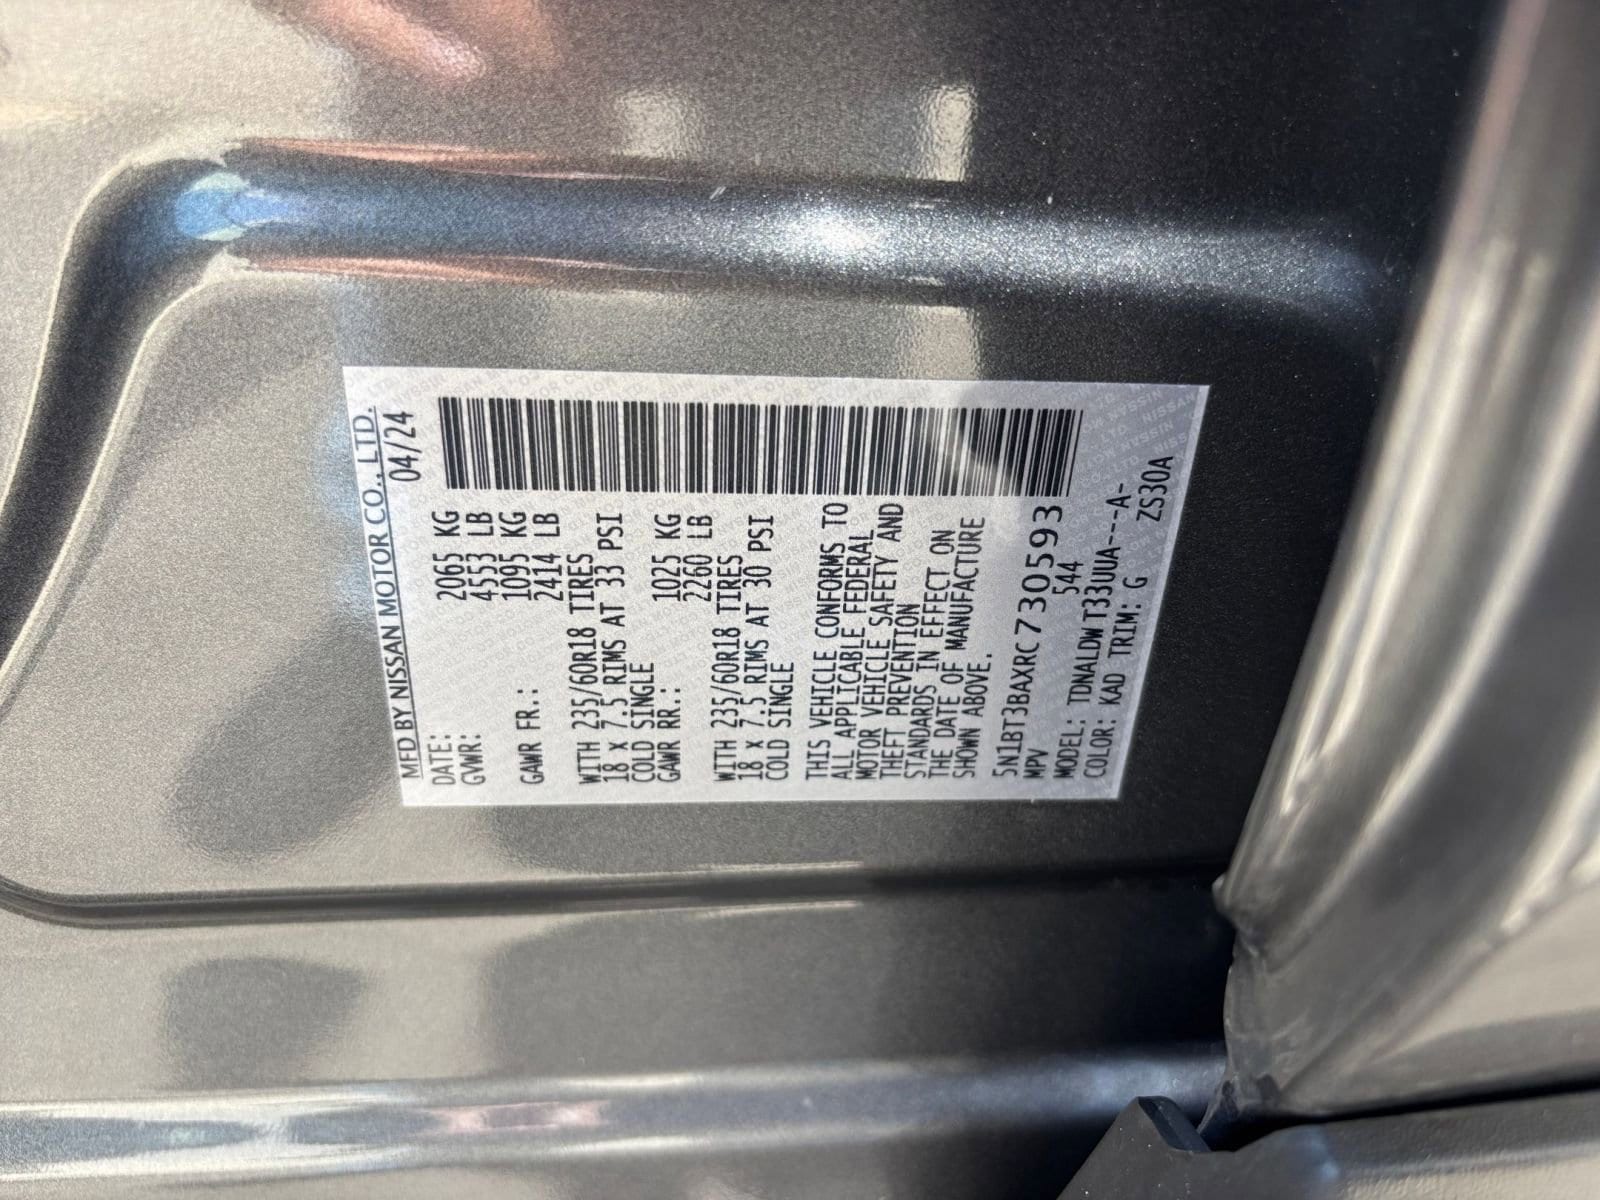 MFD BY NISSAN MOTOR CO., LTD.
DATE: 04/24
GVWR: 2065 KG
4553 LB
GAWR FR.: 1095 KG
2414 LB
WITH 235/60R18 TIRES
18 X 7.5 RIMS AT 33 PSI
COLD SINGLE
GAWR RR.: 1025 KG
2260 LB
WITH 235/60R18 TIRES
18 X 7.5 RIMS AT 30 PSI
COLD SINGLE
THIS VEHICLE CONFORMS TO
ALL APPLICABLE FEDERAL
MOTOR VEHICLE SAFETY AND
THEFT PREVENTION
STANDARDS IN EFFECT ON
THE DATE OF MANUFACTURE
SHOWN ABOVE.
5N1BT3BAXRC730593
MPV 544
MODEL: TDNALDW T33UUA---A-
COLOR: KAD TRIM: G ZS30A